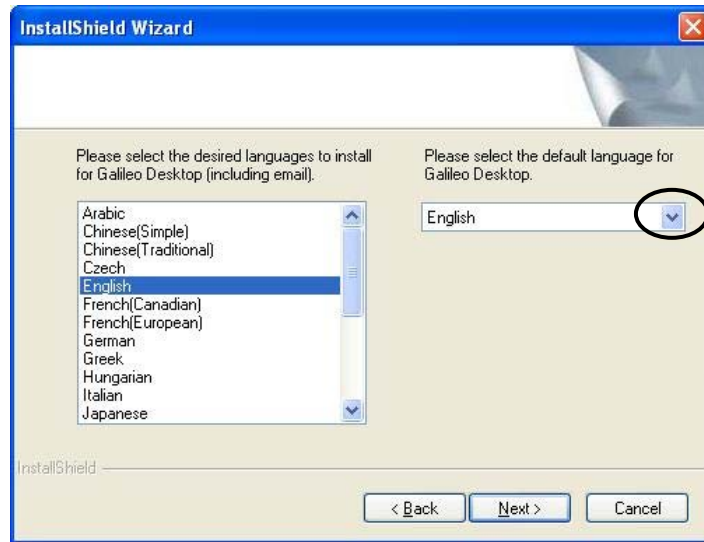 InstallShield Wizard
Please select the desired languages to install
for Galileo Desktop (including email).
Arabic
Chinese(Simple)
Chinese(Traditional)
Czech
English
French(Canadian)
French(European)
German
Greek
Hungarian
Italian
Japanese
Please select the default language for
Galileo Desktop.
English
InstallShield
< Back
Next >
Cancel